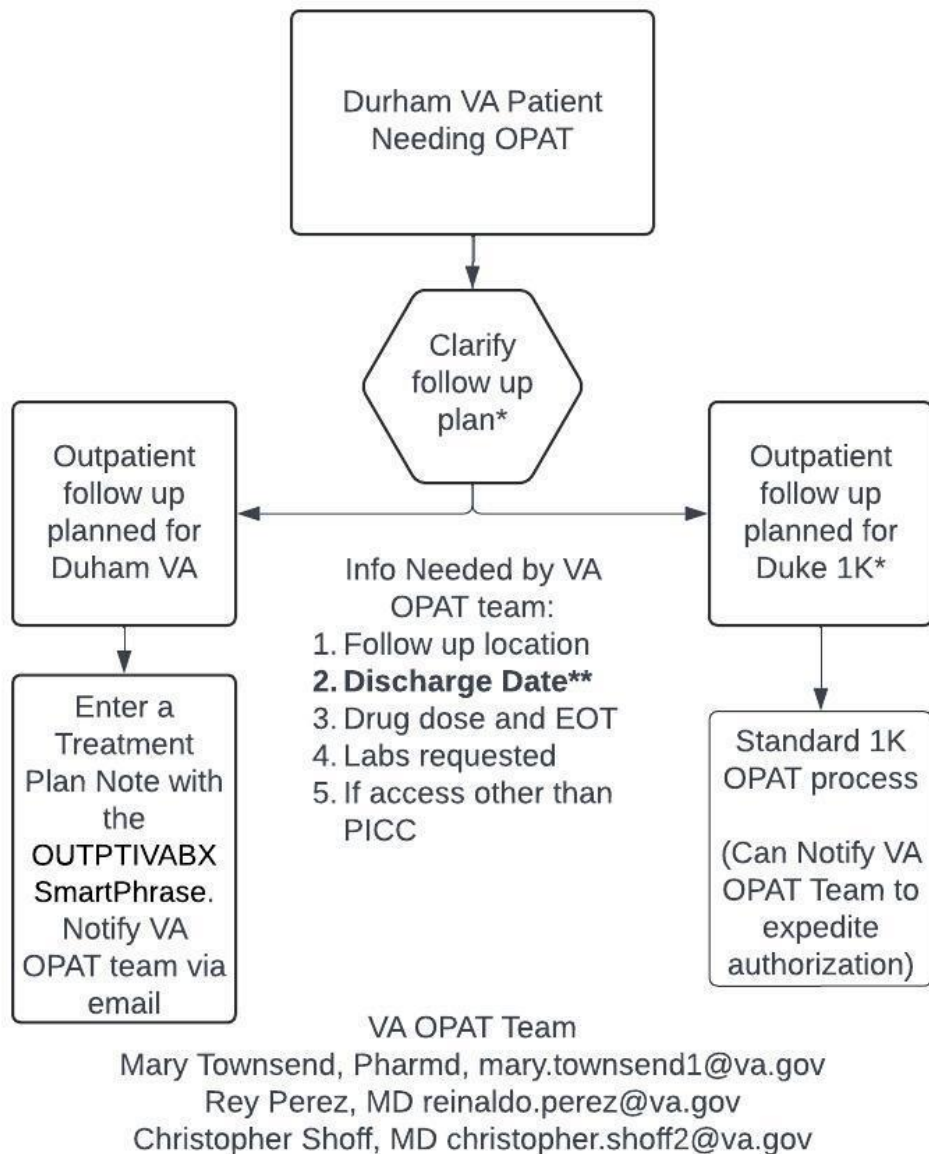 Durham VA Patient
Needing OPAT
Clarify
follow up
plan*
Outpatient
follow up
planned for
Duham VA
Outpatient
follow up
planned for
Duke 1K*
Info Needed by VA
OPAT team:
1. Follow up location
2. Discharge Date**
3. Drug dose and EOT
4. Labs requested
5. If access other than
PICC
Enter a
Treatment
Plan Note with
the
OUTPTIVABX
SmartPhrase.
Notify VA
OPAT team via
email
Standard 1K
OPAT process
(Can Notify VA
OPAT Team to
expedite
authorization)
VA OPAT Team
Mary Townsend, Pharmd, mary.townsend1@va.gov
Rey Perez, MD reinaldo.perez@va.gov
Christopher Shoff, MD christopher.shoff2@va.gov